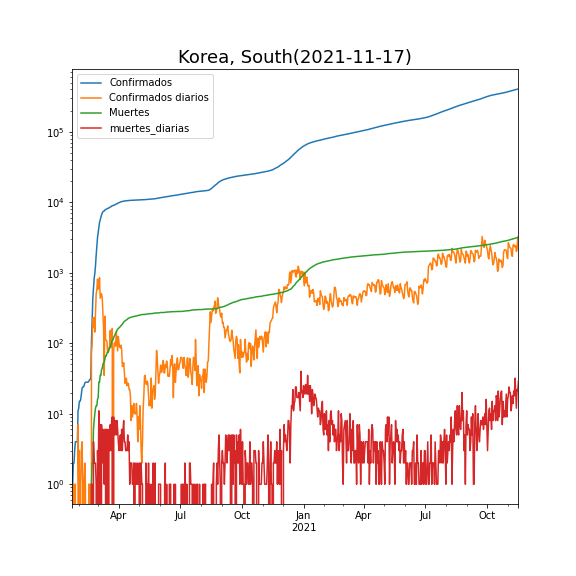 Korea, South(2021-11-17)
Confirmados
Confirmados diarios
Muertes
muertes_diarias
10⁵
10⁴
10³
10²
10¹
10⁰
Apr Jul Oct Jan Apr Jul Oct
2021